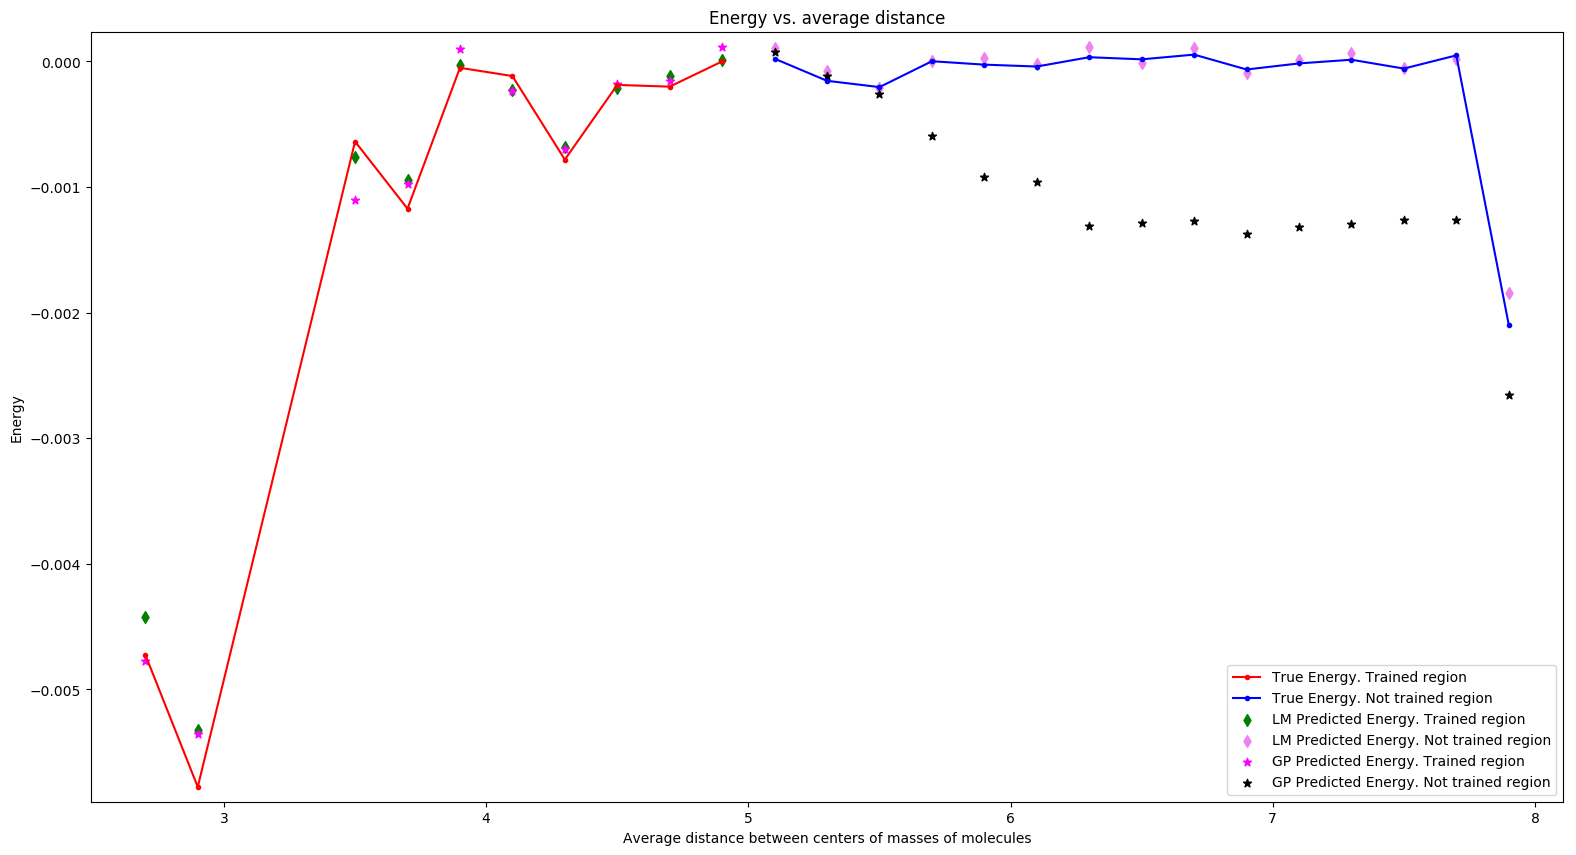 Energy vs. average distance
Energy
0.000
−0.001
−0.002
−0.003
−0.004
−0.005
3
4
5
6
7
8
Average distance between centers of masses of molecules
True Energy. Trained region
True Energy. Not trained region
LM Predicted Energy. Trained region
LM Predicted Energy. Not trained region
GP Predicted Energy. Trained region
GP Predicted Energy. Not trained region